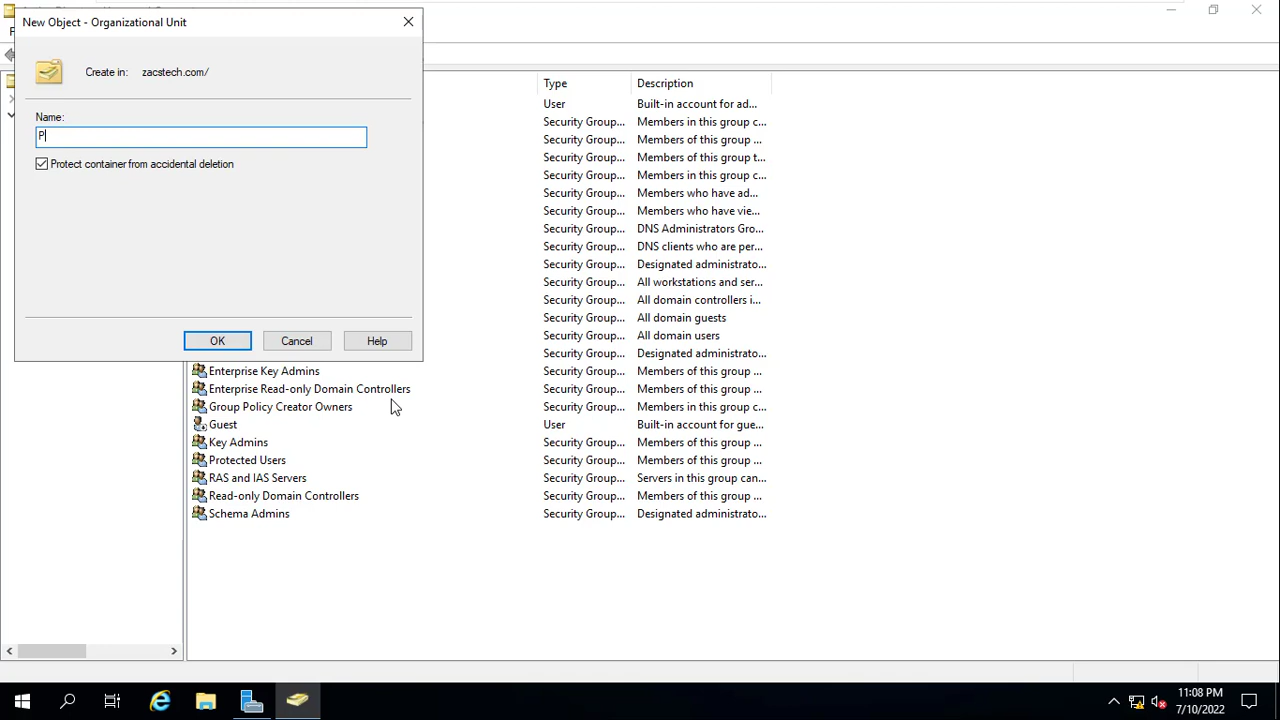 New Object - Organizational Unit
Create in: zacstech.com/
Name:
P
Protect container from accidental deletion
OK Cancel Help
Type Description
User Built-in account for ad...
Security Group... Members in this group c...
Security Group... Members of this group ...
Security Group... Members of this group t...
Security Group... Members in this group c...
Security Group... Members who have ad...
Security Group... Members who have vie...
Security Group... DNS Administrators Gro...
Security Group... DNS clients who are per...
Security Group... Designated administrato...
Security Group... All workstations and ser...
Security Group... All domain controllers i...
Security Group... All domain guests
Security Group... All domain users
Security Group... Designated administrato...
Enterprise Key Admins Security Group... Members of this group ...
Enterprise Read-only Domain Controllers Security Group... Members of this group ...
Group Policy Creator Owners Security Group... Members in this group c...
Guest User Built-in account for gue...
Key Admins Security Group... Members of this group ...
Protected Users Security Group... Members of this group ...
RAS and IAS Servers Security Group... Servers in this group can...
Read-only Domain Controllers Security Group... Members of this group ...
Schema Admins Security Group... Designated administrato...
11:08 PM
7/10/2022